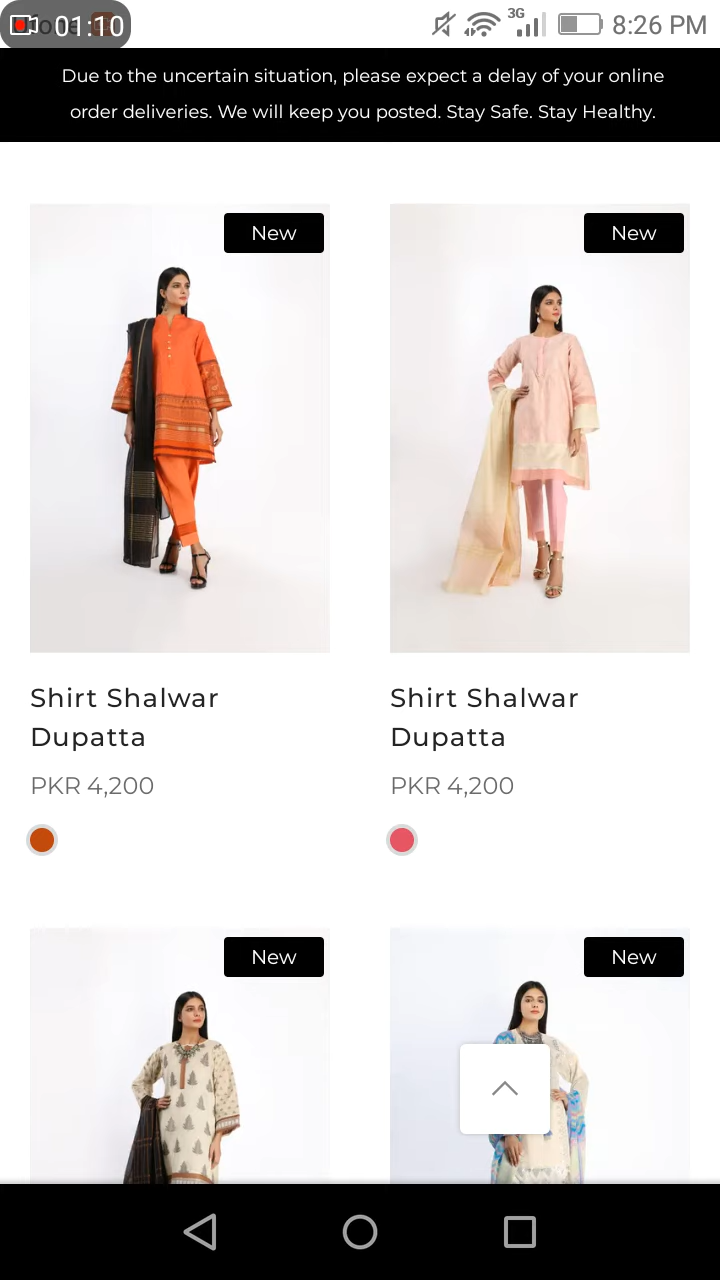 01:10
3G
8:26 PM
Due to the uncertain situation, please expect a delay of your online
order deliveries. We will keep you posted. Stay Safe. Stay Healthy.
New
New
Shirt Shalwar
Dupatta
PKR 4,200
Shirt Shalwar
Dupatta
PKR 4,200
New
New